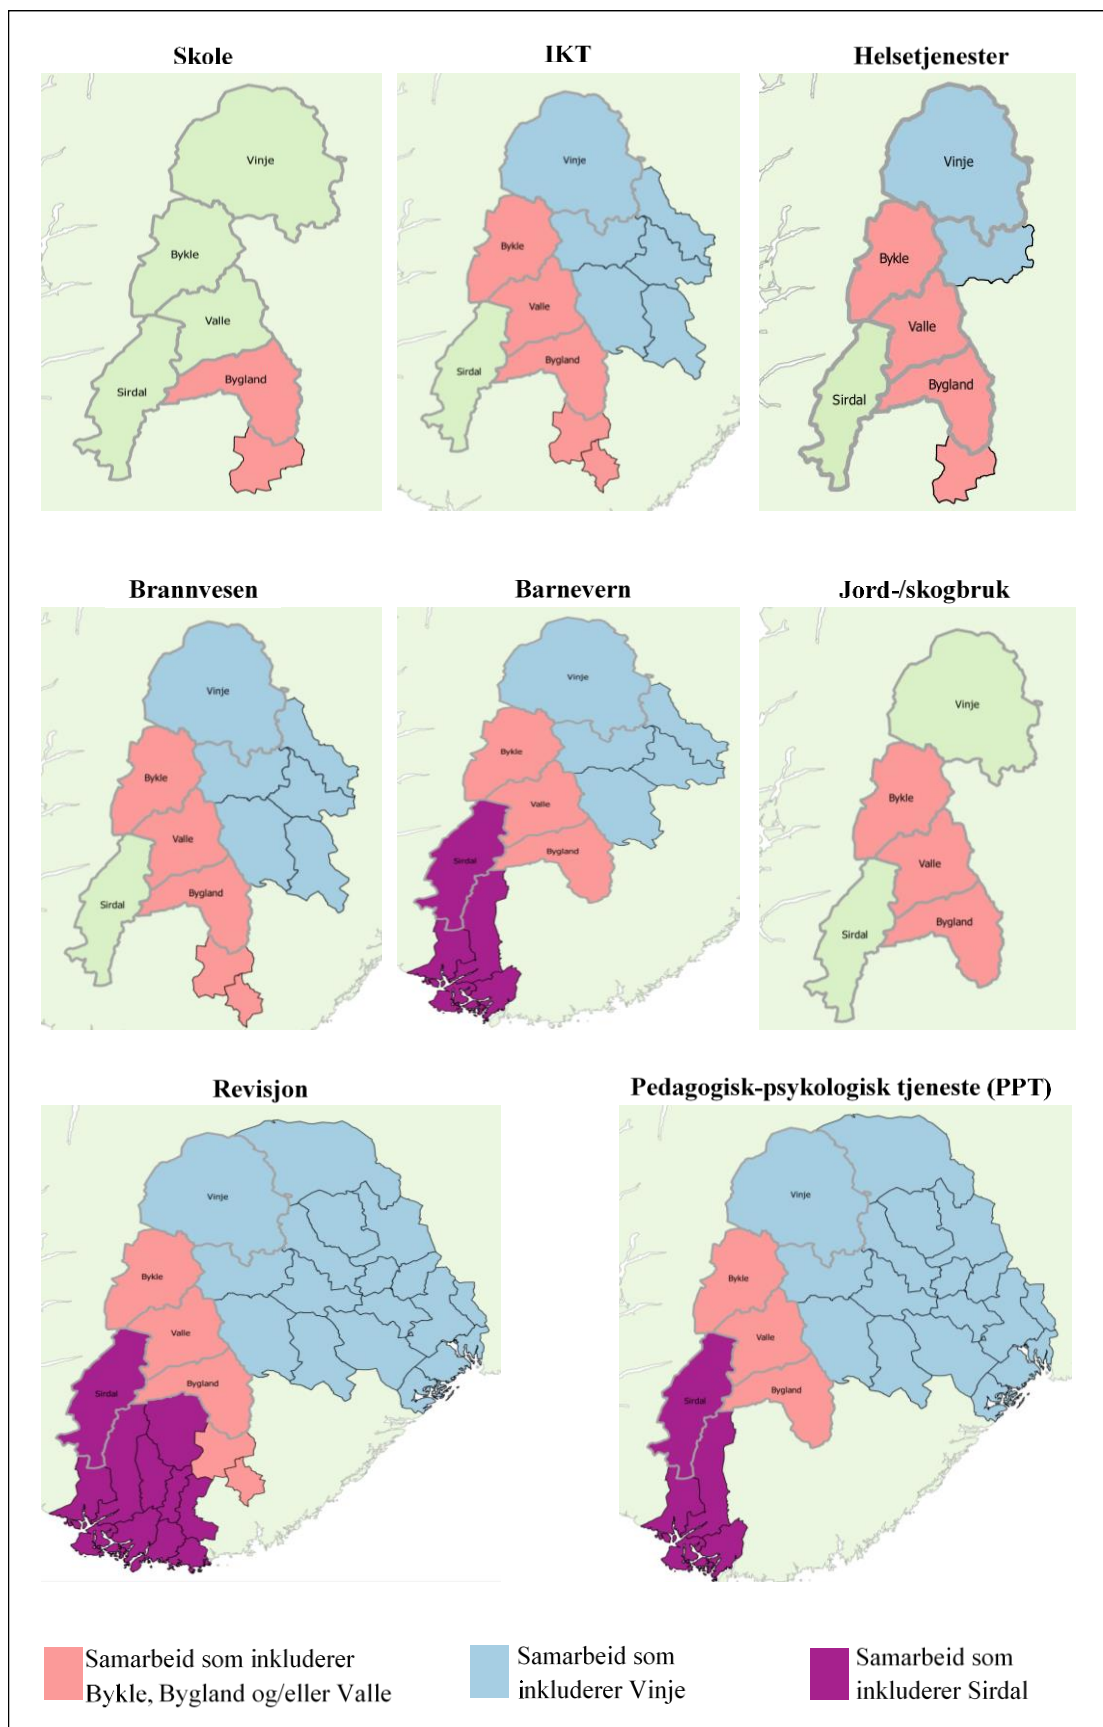 Skole
IKT
Helsetjenester
Vinje
Bykle
Valle
Bygland
Sirdal
Vinje
Bykle
Valle
Bygland
Sirdal
Vinje
Bykle
Valle
Bygland
Sirdal
Brannvesen
Barnevern
Jord-/skogbruk
Vinje
Bykle
Valle
Bygland
Sirdal
Vinje
Bykle
Valle
Bygland
Sirdal
Vinje
Bykle
Valle
Bygland
Sirdal
Revisjon
Pedagogisk-psykologisk tjeneste (PPT)
Vinje
Bykle
Valle
Bygland
Sirdal
Vinje
Bykle
Valle
Bygland
Sirdal
Samarbeid som inkluderer
Bykle, Bygland og/eller Valle
Samarbeid som
inkluderer Vinje
Samarbeid som
inkluderer Sirdal